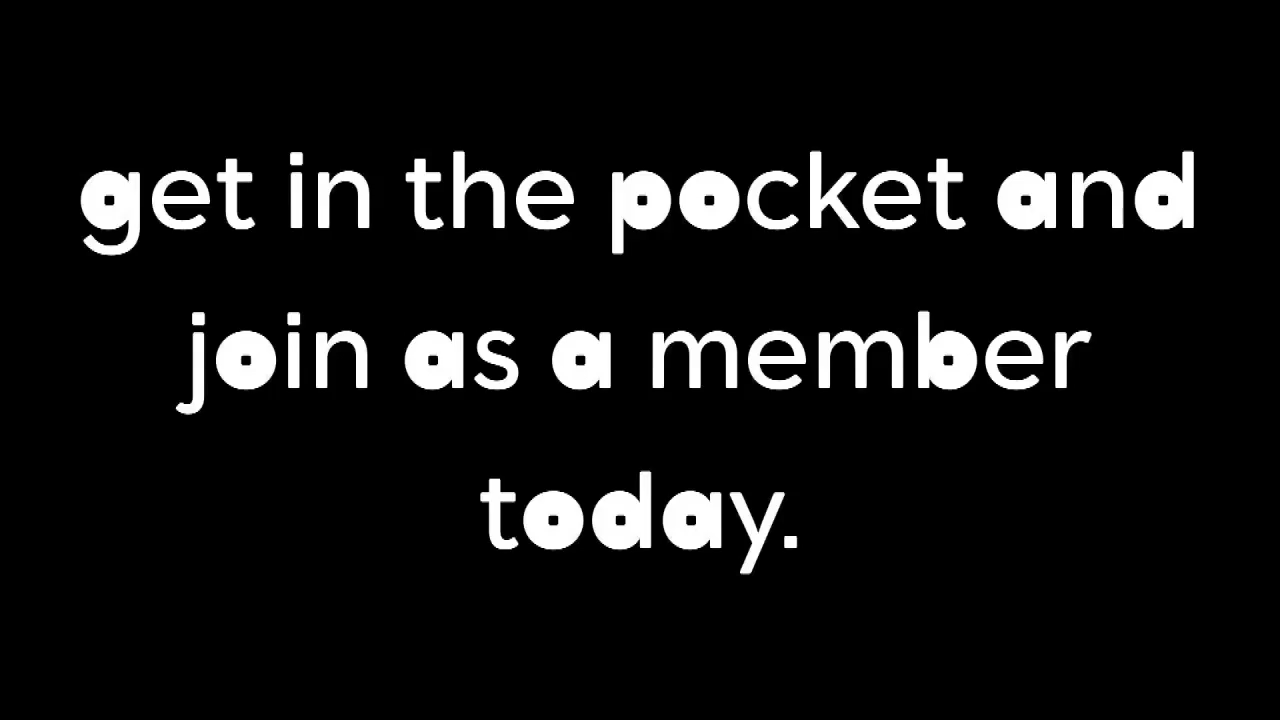 get in the pocket and
join as a member
today.